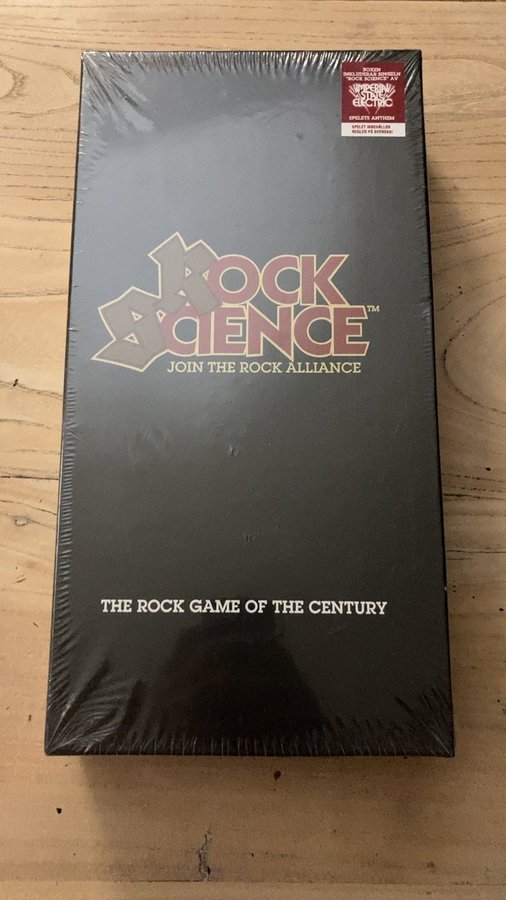 BOXEN
INKLUDERAR SINGELN
"ROCK SCIENCE" AV
IMPERIAL
STATE
ELECTRIC
SPELETS ANTHEM
SPELET INNEHÅLLER
REGLER PÅ SVENSKA!
ROCK
SCIENCE™
JOIN THE ROCK ALLIANCE
THE ROCK GAME OF THE CENTURY